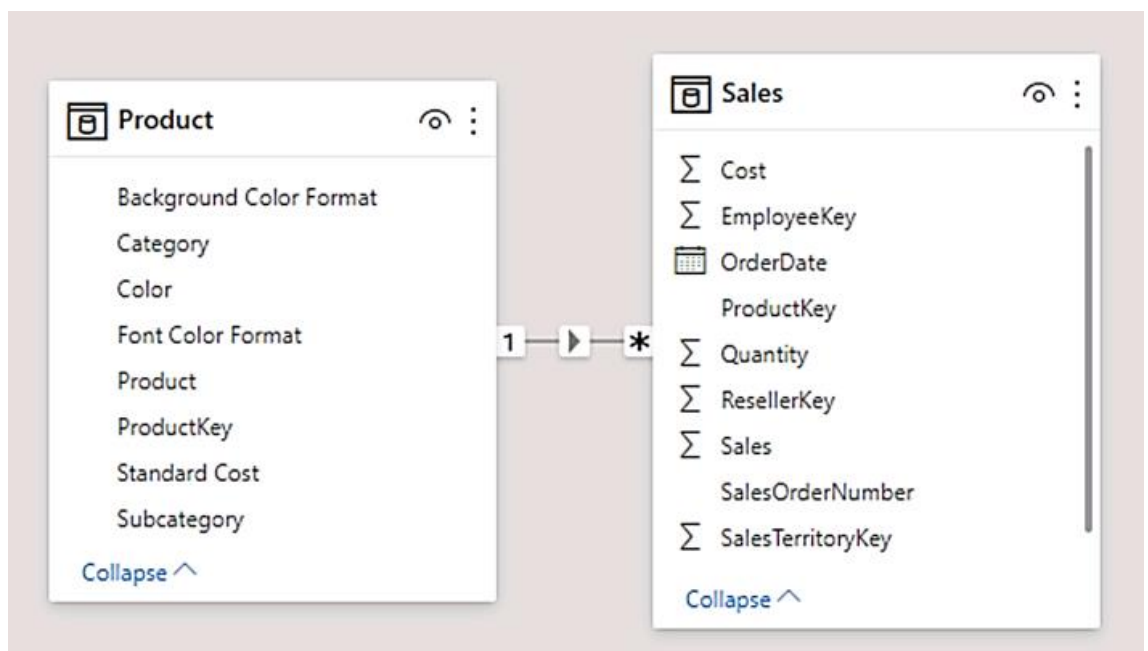 Product
Background Color Format
Category
Color
Font Color Format
Product
ProductKey
Standard Cost
Subcategory
Collapse
1
*
Sales
Σ Cost
Σ EmployeeKey
OrderDate
ProductKey
Σ Quantity
Σ ResellerKey
Σ Sales
SalesOrderNumber
Σ SalesTerritoryKey
Collapse